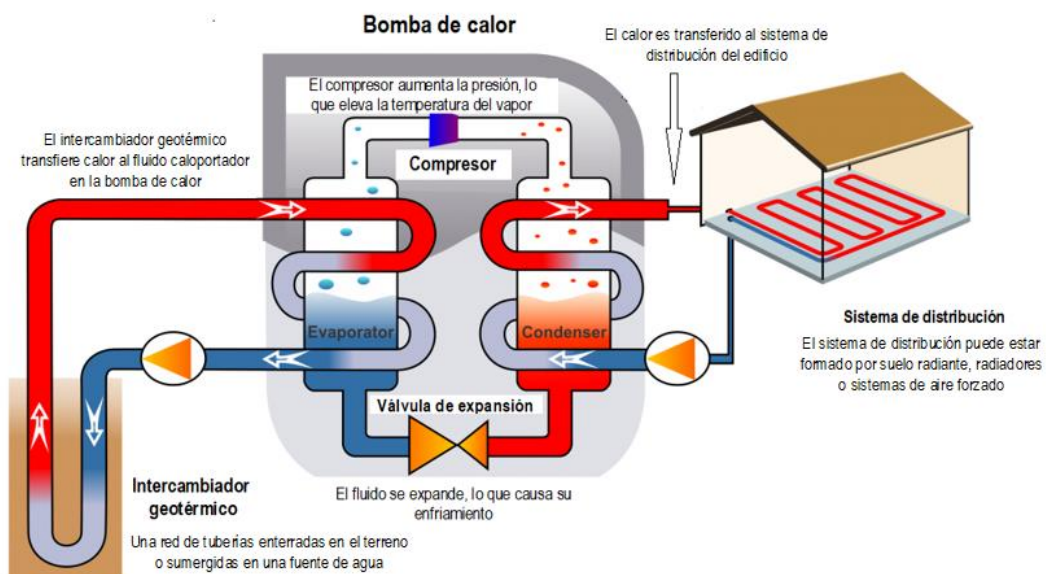 Bomba de calor
El calor es transferido al sistema de
distribución del edificio
El compresor aumenta la presión, lo
que eleva la temperatura del vapor
El intercambiador geotérmico
transfiere calor al fluido caloportador
en la bomba de calor
Compresor
Evaporator
Condenser
Sistema de distribución
El sistema de distribución puede estar
formado por suelo radiante, radiadores
o sistemas de aire forzado
Válvula de expansión
El fluido se expande, lo que causa su
enfriamiento
Intercambiador
geotérmico
Una red de tuberías enterradas en el terreno
o sumergidas en una fuente de agua